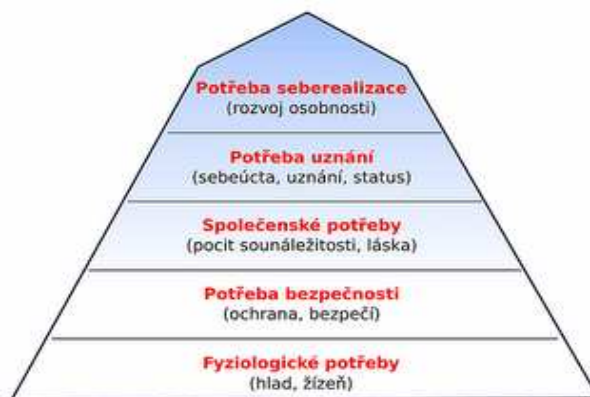 Potřeba seberealizace
(rozvoj osobnosti)
Potřeba uznání
(sebeúcta, uznání, status)
Společenské potřeby
(pocit sounáležitosti, láska)
Potřeba bezpečnosti
(ochrana, bezpečí)
Fyziologické potřeby
(hlad, žízeň)